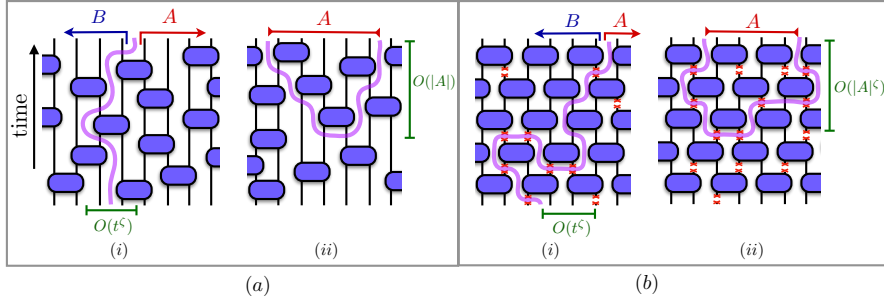 B A A
time
O(|A|)
O(t^ζ)
(i) (ii)
(a)
B A A
O(|A|^ζ)
O(t^ζ)
(i) (ii)
(b)